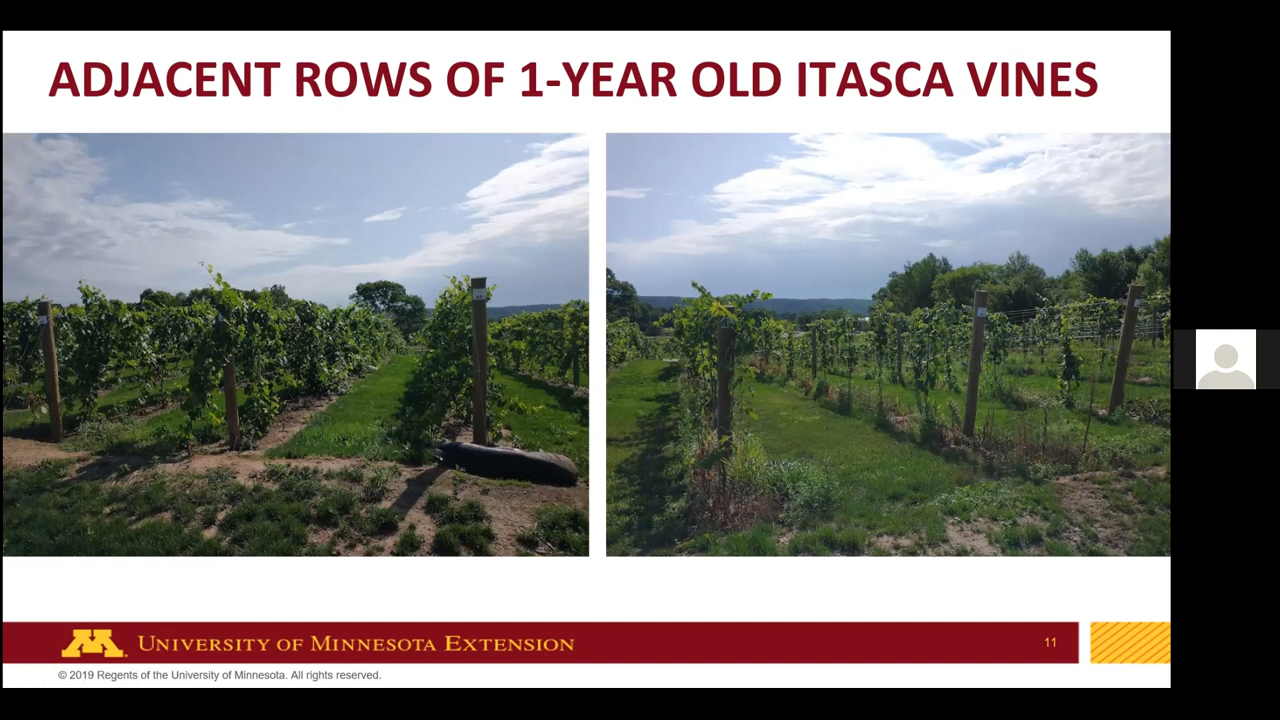 ADJACENT ROWS OF 1-YEAR OLD ITASCA VINES
UNIVERSITY OF MINNESOTA EXTENSION
11
© 2019 Regents of the University of Minnesota. All rights reserved.